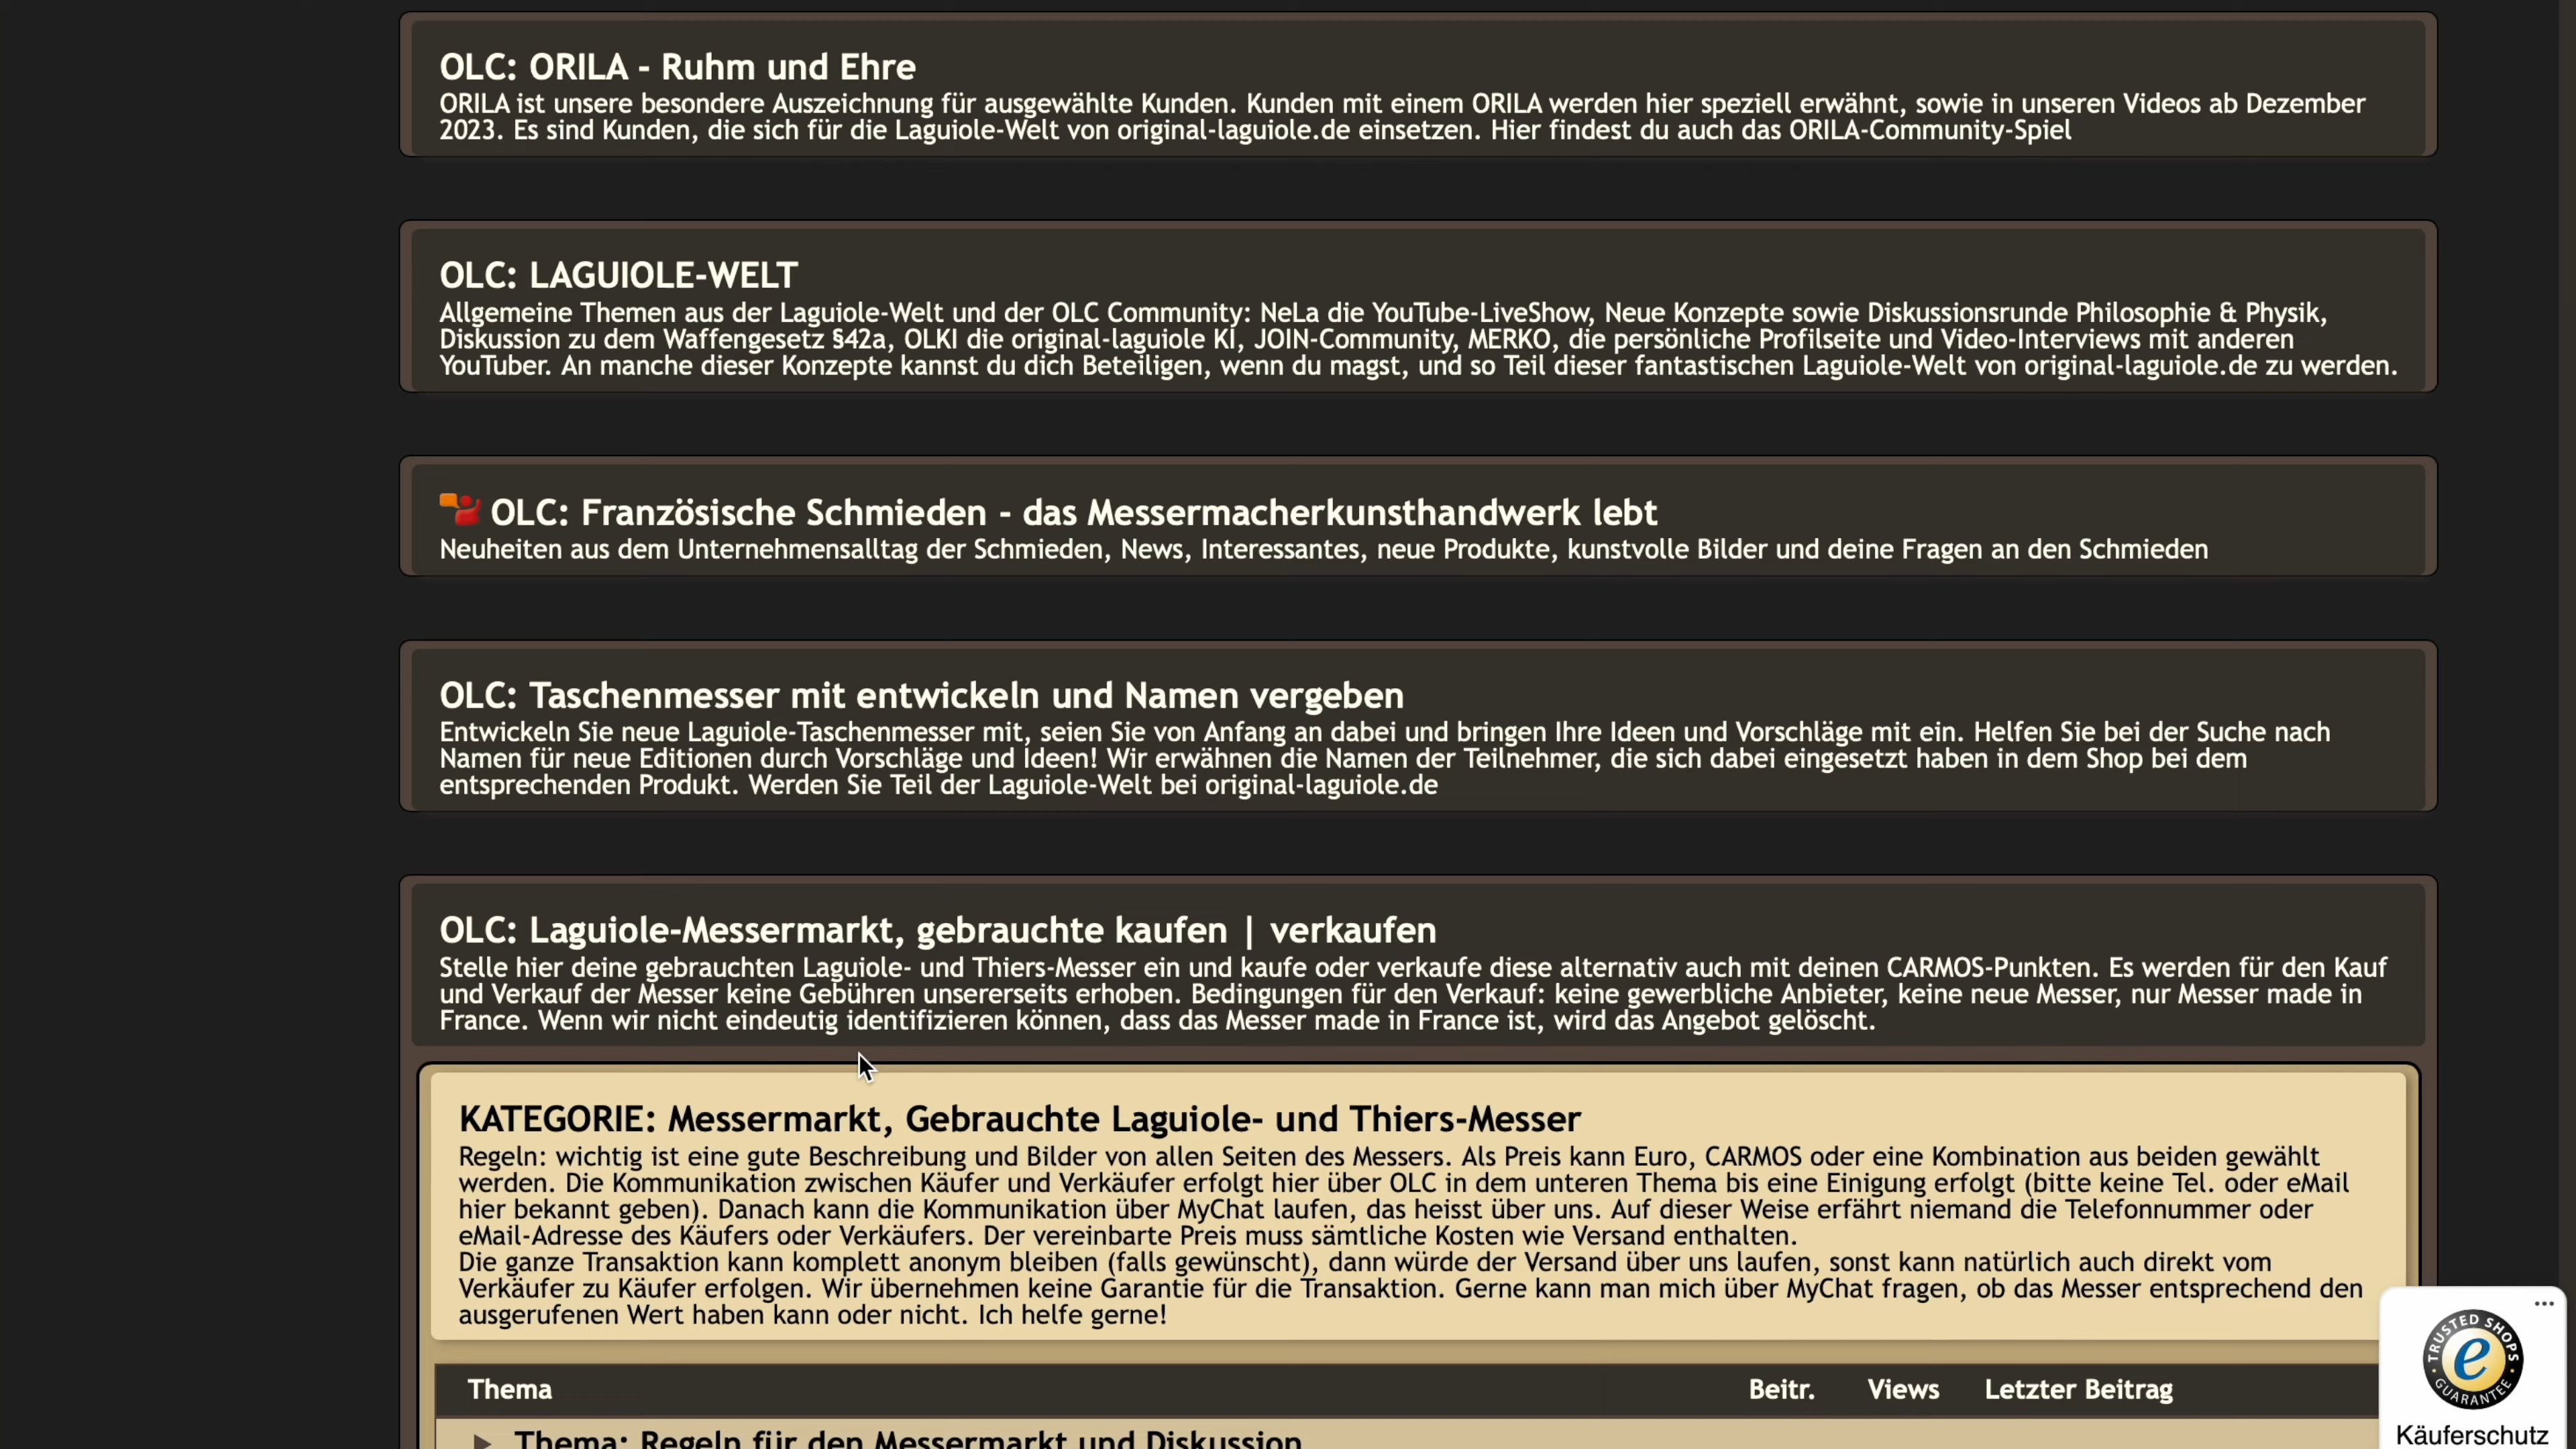 OLC: ORILA - Ruhm und Ehre
ORILA ist unsere besondere Auszeichnung für ausgewählte Kunden. Kunden mit einem ORILA werden hier speziell erwähnt, sowie in unseren Videos ab Dezember
2023. Es sind Kunden, die sich für die Laguiole-Welt von original-laguiole.de einsetzen. Hier findest du auch das ORILA-Community-Spiel
OLC: LAGUIOLE-WELT
Allgemeine Themen aus der Laguiole-Welt und der OLC Community: NeLa die YouTube-LiveShow, Neue Konzepte sowie Diskussionsrunde Philosophie & Physik,
Diskussion zu dem Waffengesetz §42a, OLKI die original-laguiole KI, JOIN-Community, MERKO, die persönliche Profilseite und Video-Interviews mit anderen
YouTuber. An manche dieser Konzepte kannst du dich Beteiligen, wenn du magst, und so Teil dieser fantastischen Laguiole-Welt von original-laguiole.de zu werden.
OLC: Französische Schmieden - das Messermacherkunsthandwerk lebt
Neuheiten aus dem Unternehmensalltag der Schmieden, News, Interessantes, neue Produkte, kunstvolle Bilder und deine Fragen an den Schmieden
OLC: Taschenmesser mit entwickeln und Namen vergeben
Entwickeln Sie neue Laguiole-Taschenmesser mit, seien Sie von Anfang an dabei und bringen Ihre Ideen und Vorschläge mit ein. Helfen Sie bei der Suche nach
Namen für neue Editionen durch Vorschläge und Ideen! Wir erwähnen die Namen der Teilnehmer, die sich dabei eingesetzt haben in dem Shop bei dem
entsprechenden Produkt. Werden Sie Teil der Laguiole-Welt bei original-laguiole.de
OLC: Laguiole-Messermarkt, gebrauchte kaufen | verkaufen
Stelle hier deine gebrauchten Laguiole- und Thiers-Messer ein und kaufe oder verkaufe diese alternativ auch mit deinen CARMOS-Punkten. Es werden für den Kauf
und Verkauf der Messer keine Gebühren unsererseits erhoben. Bedingungen für den Verkauf: keine gewerbliche Anbieter, keine neue Messer, nur Messer made in
France. Wenn wir nicht eindeutig identifizieren können, dass das Messer made in France ist, wird das Angebot gelöscht.
KATEGORIE: Messermarkt, Gebrauchte Laguiole- und Thiers-Messer
Regeln: wichtig ist eine gute Beschreibung und Bilder von allen Seiten des Messers. Als Preis kann Euro, CARMOS oder eine Kombination aus beiden gewählt
werden. Die Kommunikation zwischen Käufer und Verkäufer erfolgt hier über OLC in dem unteren Thema bis eine Einigung erfolgt (bitte keine Tel. oder eMail
hier bekannt geben). Danach kann die Kommunikation über MyChat laufen, das heisst über uns. Auf dieser Weise erfährt niemand die Telefonnummer oder
eMail-Adresse des Käufers oder Verkäufers. Der vereinbarte Preis muss sämtliche Kosten wie Versand enthalten.
Die ganze Transaktion kann komplett anonym bleiben (falls gewünscht), dann würde der Versand über uns laufen, sonst kann natürlich auch direkt vom
Verkäufer zu Käufer erfolgen. Wir übernehmen keine Garantie für die Transaktion. Gerne kann man mich über MyChat fragen, ob das Messer entsprechend den
ausgerufenen Wert haben kann oder nicht. Ich helfe gerne!
Thema Beitr. Views Letzter Beitrag
Thema: Regeln für den Messermarkt und Diskussion
TRUSTED SHOPS
e
GUARANTEE
Käuferschutz